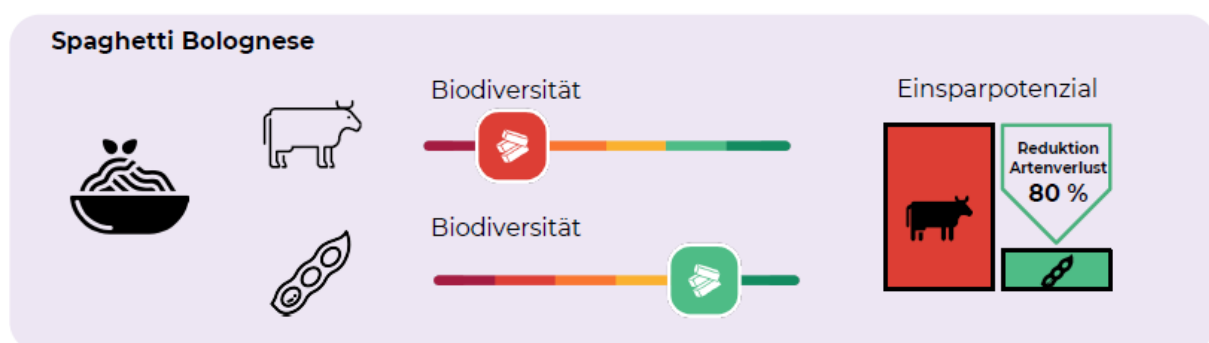 Spaghetti Bolognese
Biodiversität
Einsparpotenzial
Reduktion
Artenverlust
80 %
Biodiversität